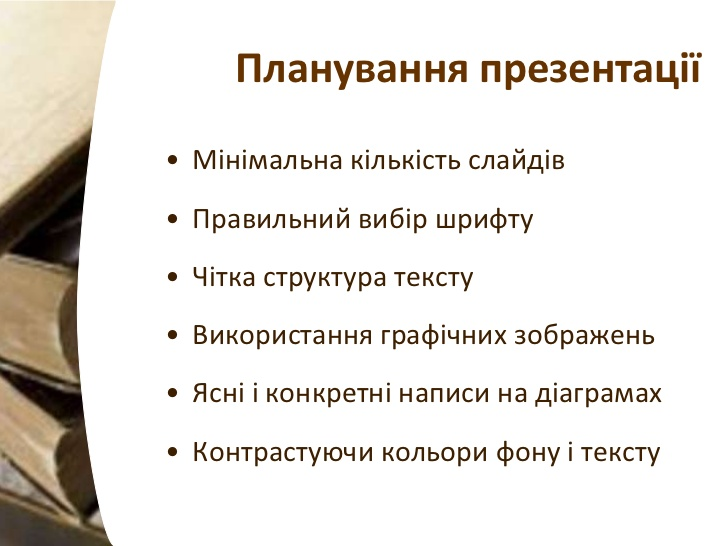 Планування презентації
• Мінімальна кількість слайдів
• Правильний вибір шрифту
• Чітка структура тексту
• Використання графічних зображень
• Ясні і конкретні написи на діаграмах
• Контрастуючи кольори фону і тексту